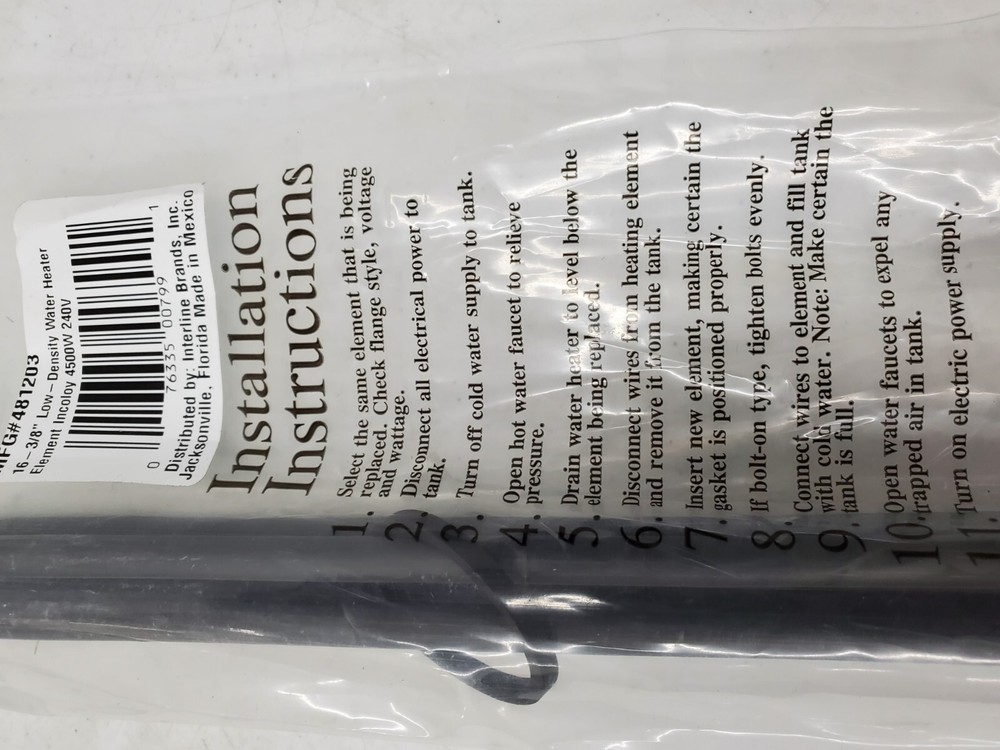 MFG#481203
16-3/8" Low-Density Water Heater
Element Incoloy 4500W 240V
0 76335 00799 1
Distributed by: Interline Brands, Inc.
Jacksonville, Florida Made in Mexico
Installation
Instructions
1. Select the same element that is being
replaced. Check flange style, voltage
and wattage.
2. Disconnect all electrical power to
tank.
3. Turn off cold water supply to tank.
4. Open hot water faucet to relieve
pressure.
5. Drain water heater to level below the
element being replaced.
6. Disconnect wires from heating element
and remove it from the tank.
7. Insert new element, making certain the
gasket is positioned properly.
8. If bolt-on type, tighten bolts evenly.
9. Connect wires to element and fill tank
with cold water. Note: Make certain the
tank is full.
10. Open water faucets to expel any
trapped air in tank.
11. Turn on electric power supply.